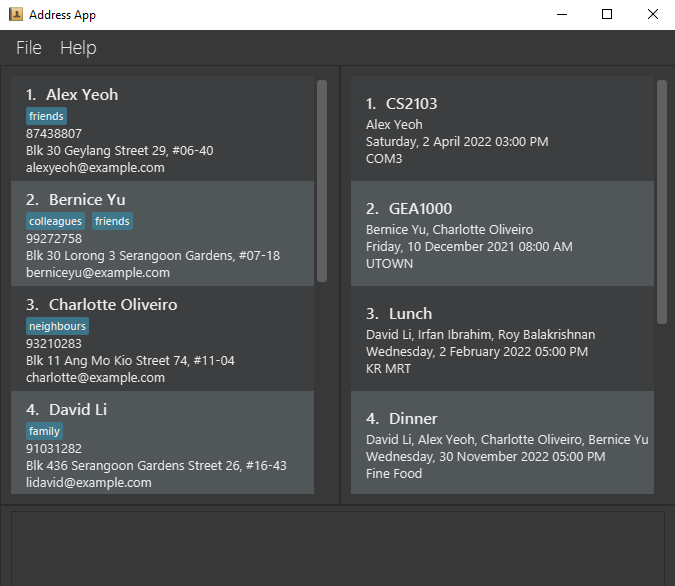 Address App
File Help
1. Alex Yeoh
friends
87438807
Blk 30 Geylang Street 29, #06-40
alexyeoh@example.com
2. Bernice Yu
colleagues friends
99272758
Blk 30 Lorong 3 Serangoon Gardens, #07-18
berniceyu@example.com
3. Charlotte Oliveiro
neighbours
93210283
Blk 11 Ang Mo Kio Street 74, #11-04
charlotte@example.com
4. David Li
family
91031282
Blk 436 Serangoon Gardens Street 26, #16-43
lidavid@example.com
1. CS2103
Alex Yeoh
Saturday, 2 April 2022 03:00 PM
COM3
2. GEA1000
Bernice Yu, Charlotte Oliveiro
Friday, 10 December 2021 08:00 AM
UTOWN
3. Lunch
David Li, Irfan Ibrahim, Roy Balakrishnan
Wednesday, 2 February 2022 05:00 PM
KR MRT
4. Dinner
David Li, Alex Yeoh, Charlotte Oliveiro, Bernice Yu
Wednesday, 30 November 2022 05:00 PM
Fine Food